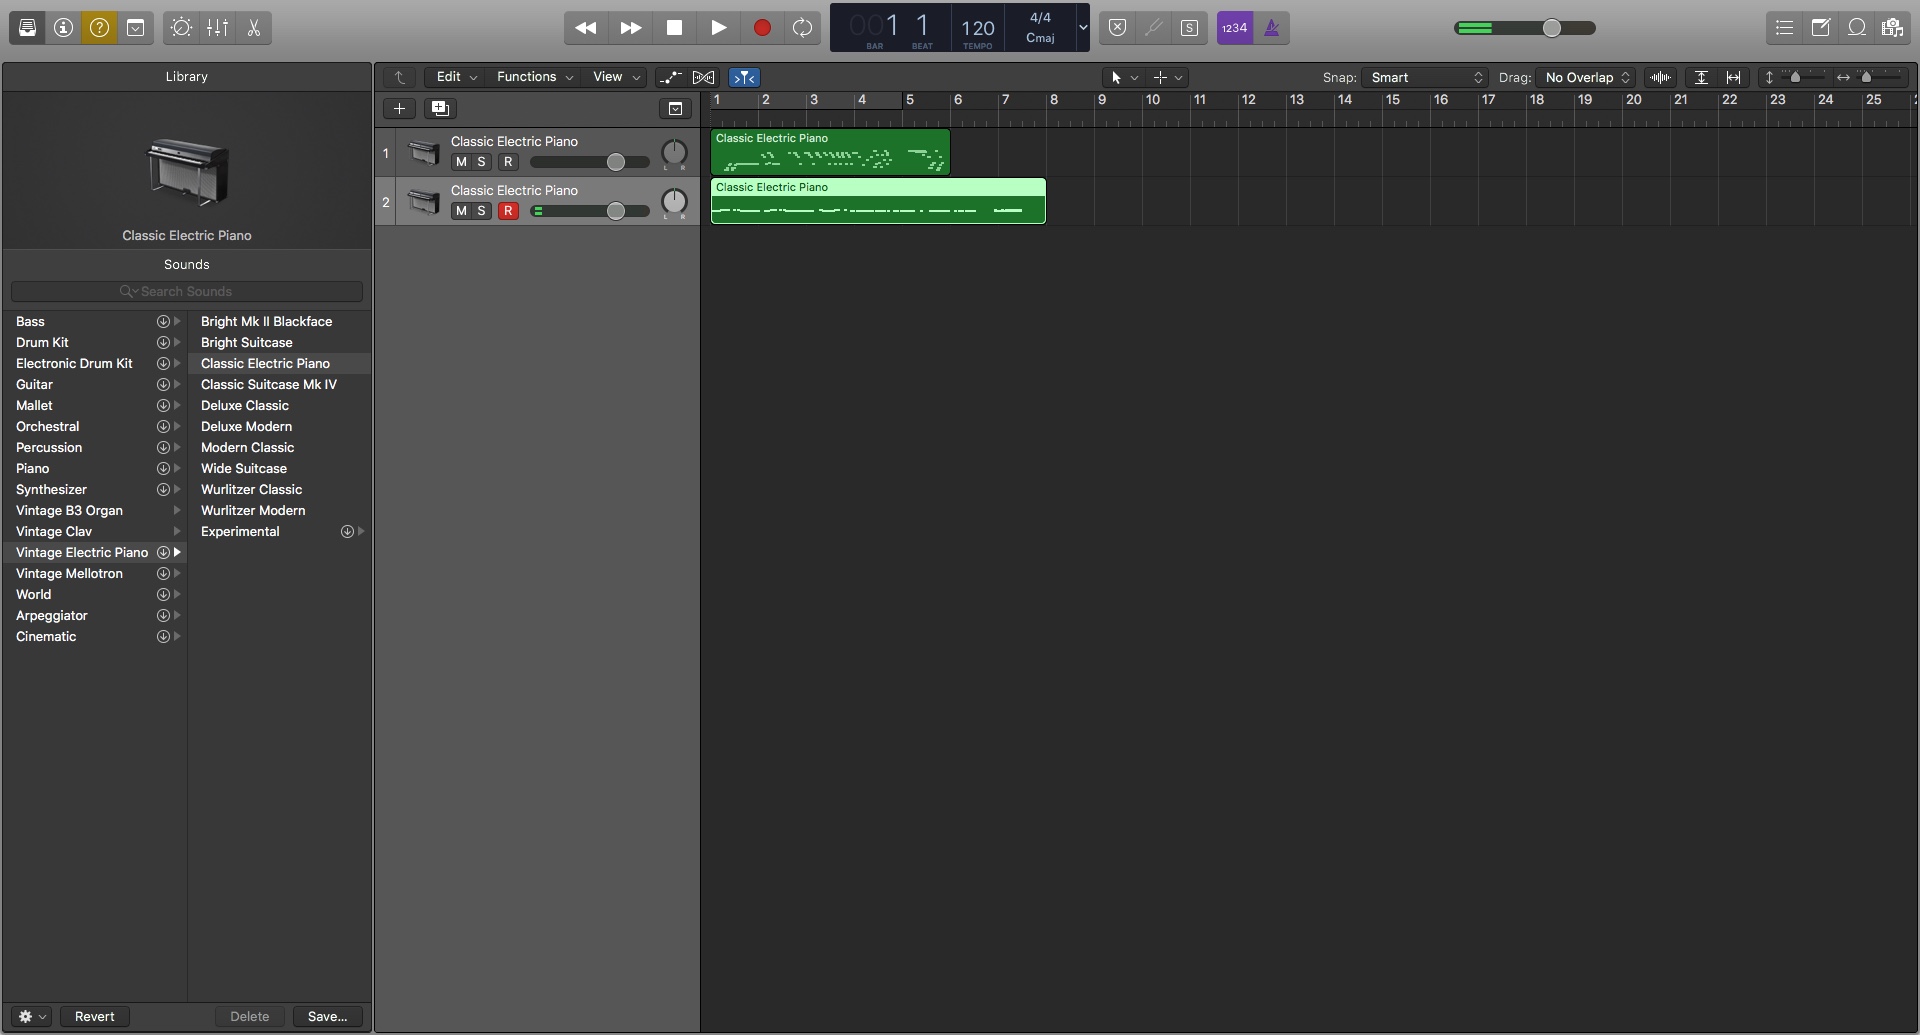 001 1 120 4/4
Cmaj
BAR BEAT TEMPO
S
1234
Library
Edit Functions View
Snap: Smart
Drag: No Overlap
1 2 3 4 5 6 7 8 9 10 11 12 13 14 15 16 17 18 19 20 21 22 23 24 25
Classic Electric Piano
Sounds
Search Sounds
Bass
Drum Kit
Electronic Drum Kit
Guitar
Mallet
Orchestral
Percussion
Piano
Synthesizer
Vintage B3 Organ
Vintage Clav
Vintage Electric Piano
Vintage Mellotron
World
Arpeggiator
Cinematic
Bright Mk II Blackface
Bright Suitcase
Classic Electric Piano
Classic Suitcase Mk IV
Deluxe Classic
Deluxe Modern
Modern Classic
Wide Suitcase
Wurlitzer Classic
Wurlitzer Modern
Experimental
Revert
Delete
Save...
1
Classic Electric Piano
M S R
L R
Classic Electric Piano
2
Classic Electric Piano
M S R
L R
Classic Electric Piano